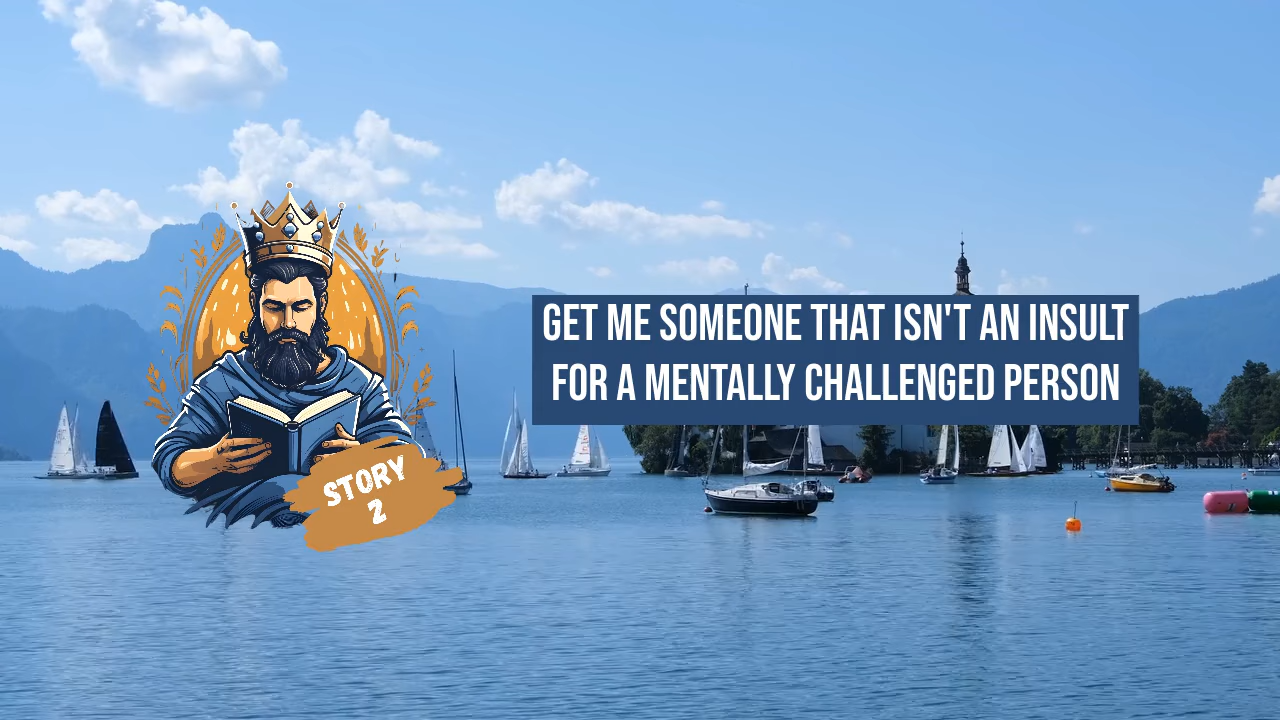 GET ME SOMEONE THAT ISN'T AN INSULT
FOR A MENTALLY CHALLENGED PERSON
STORY
2